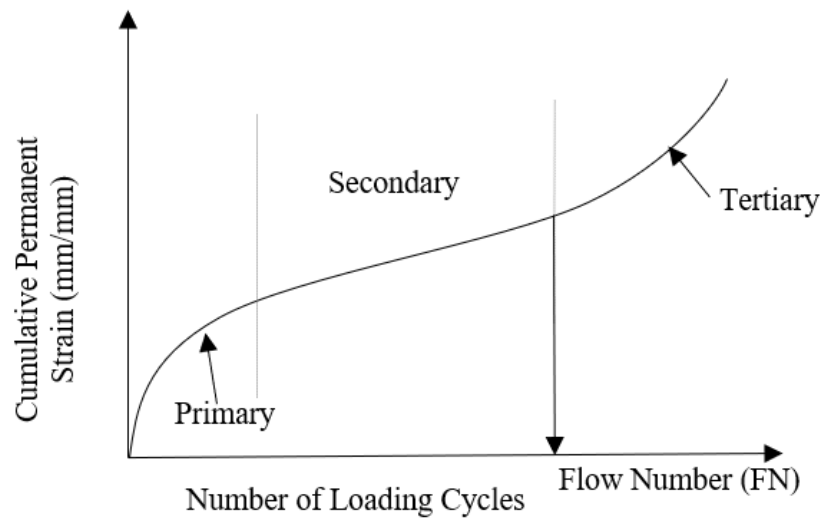 Cumulative Permanent
Strain (mm/mm)
Secondary
Tertiary
Primary
Flow Number (FN)
Number of Loading Cycles